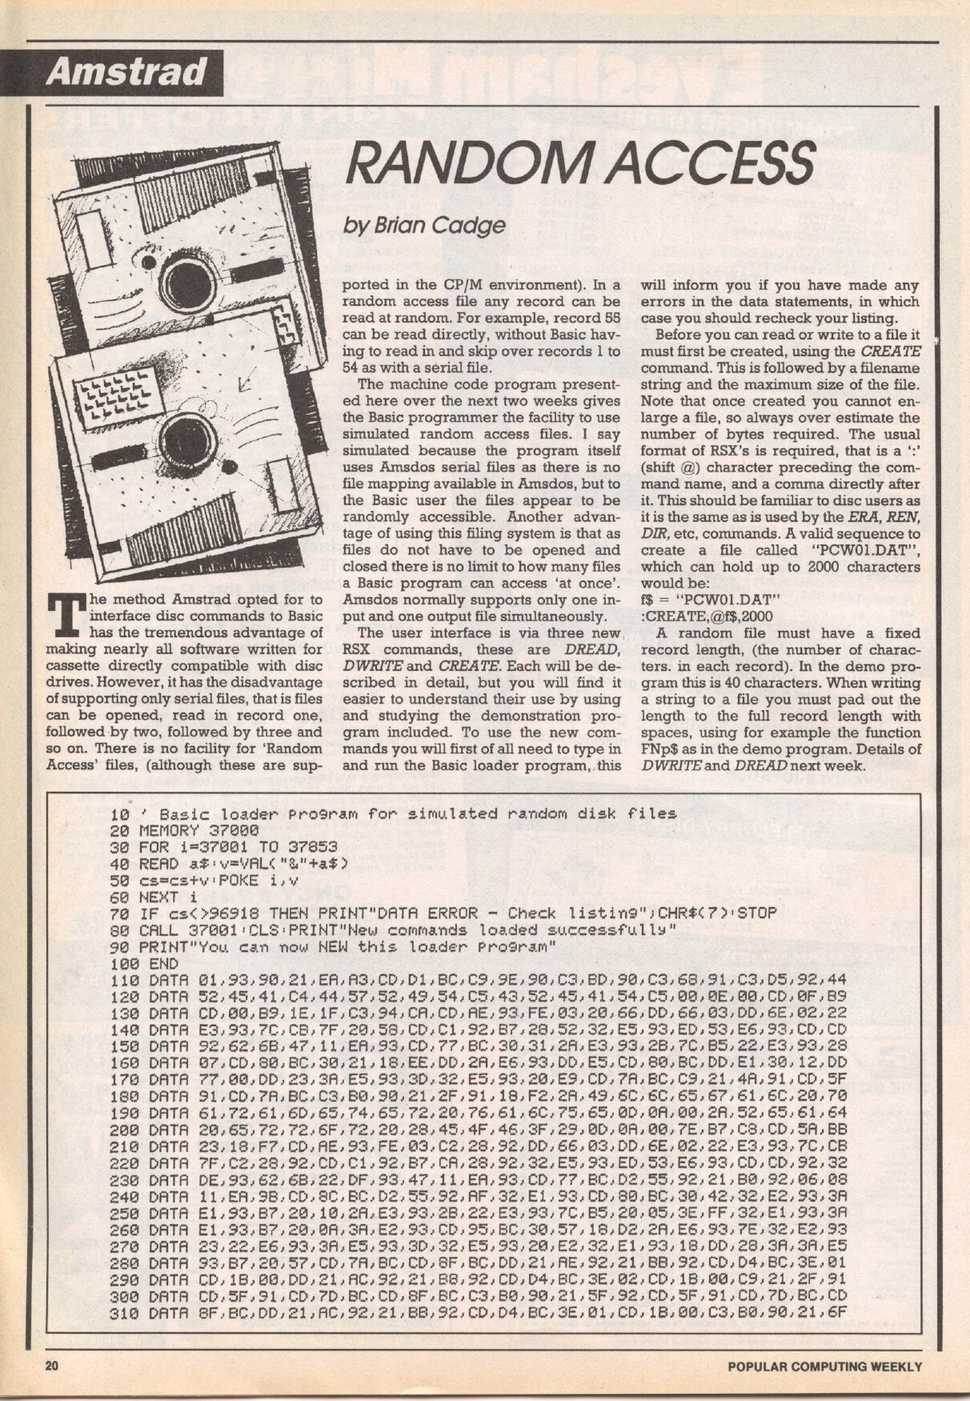 Amstrad
RANDOM ACCESS
by Brian Cadge
The method Amstrad opted for to
interface disc commands to Basic
has the tremendous advantage of
making nearly all software written for
cassette directly compatible with disc
drives. However, it has the disadvantage
of supporting only serial files, that is files
can be opened, read in record one,
followed by two, followed by three and
so on. There is no facility for 'Random
Access' files, (although these are sup-
ported in the CP/M environment). In a
random access file any record can be
read at random. For example, record 55
can be read directly, without Basic hav-
ing to read in and skip over records 1 to
54 as with a serial file.
The machine code program present-
ed here over the next two weeks gives
the Basic programmer the facility to use
simulated random access files. I say
simulated because the program itself
uses Amsdos serial files as there is no
file mapping available in Amsdos, but to
the Basic user the files appear to be
randomly accessible. Another advan-
tage of using this filing system is that as
files do not have to be opened and
closed there is no limit to how many files
a Basic program can access 'at once'.
Amsdos normally supports only one in-
put and one output file simultaneously.
The user interface is via three new
RSX commands, these are DREAD,
DWRITE and CREATE. Each will be de-
scribed in detail, but you will find it
easier to understand their use by using
and studying the demonstration pro-
gram included. To use the new com-
mands you will first of all need to type in
and run the Basic loader program, this
will inform you if you have made any
errors in the data statements, in which
case you should recheck your listing.
Before you can read or write to a file it
must first be created, using the CREATE
command. This is followed by a filename
string and the maximum size of the file.
Note that once created you cannot en-
large a file, so always over estimate the
number of bytes required. The usual
format of RSX's is required, that is a ':'
(shift @) character preceding the com-
mand name, and a comma directly after
it. This should be familiar to disc users as
it is the same as is used by the ERA, REN,
DIR, etc, commands. A valid sequence to
create a file called "PCW01.DAT",
which can hold up to 2000 characters
would be:
f$ = "PCW01.DAT"
:CREATE,@f$,2000
A random file must have a fixed
record length, (the number of charac-
ters. in each record). In the demo pro-
gram this is 40 characters. When writing
a string to a file you must pad out the
length to the full record length with
spaces, using for example the function
FNp$ as in the demo program. Details of
DWRITE and DREAD next week.
10 ' Basic loader Program for simulated random disk files
20 MEMORY 37000
30 FOR i=37001 TO 37853
40 READ a$:v=VAL("&"+a$)
50 cs=cs+v:POKE i,v
60 NEXT i
70 IF cs<>96918 THEN PRINT"DATA ERROR - Check listing";CHR$(7):STOP
80 CALL 37001:CLS:PRINT"New commands loaded successfully"
90 PRINT"You can now NEW this loader Program"
100 END
110 DATA 01,93,90,21,EA,A3,CD,D1,BC,C9,9E,90,C3,BD,90,C3,6B,91,C3,D5,92,44
120 DATA 52,45,41,C4,44,57,52,49,54,C5,43,52,45,41,54,C5,00,0E,00,CD,0F,B9
130 DATA CD,00,B9,1E,1F,C3,94,CA,CD,AE,93,FE,03,20,66,DD,66,03,DD,6E,02,22
140 DATA E3,93,7C,CB,7F,20,58,CD,C1,92,B7,28,52,32,E5,93,ED,53,E6,93,CD,CD
150 DATA 92,62,6B,47,11,EA,93,CD,77,BC,30,31,2A,E3,93,2B,7C,B5,22,E3,93,28
160 DATA 07,CD,80,BC,30,21,18,EE,DD,2A,E6,93,DD,E5,CD,80,BC,DD,E1,30,12,DD
170 DATA 77,00,DD,23,3A,E5,93,3D,32,E5,93,20,E9,CD,7A,BC,C9,21,4A,91,CD,5F
180 DATA 91,CD,7A,BC,C3,B0,90,21,2F,91,18,F2,2A,49,6C,6C,65,67,61,6C,20,70
190 DATA 61,72,61,6D,65,74,65,72,20,76,61,6C,75,65,0D,0A,00,2A,52,65,61,64
200 DATA 20,65,72,72,6F,72,20,28,45,4F,46,3F,29,0D,0A,00,7E,B7,C8,CD,5A,BB
210 DATA 23,18,F7,CD,AE,93,FE,03,C2,28,92,DD,66,03,DD,6E,02,22,E3,93,7C,CB
220 DATA 7F,C2,28,92,CD,C1,92,B7,CA,28,92,32,E5,93,ED,53,E6,93,CD,CD,92,32
230 DATA DE,93,62,6B,22,DF,93,47,11,EA,93,CD,77,BC,D2,55,92,21,B0,92,06,08
240 DATA 11,EA,9B,CD,8C,BC,D2,55,92,AF,32,E1,93,CD,80,BC,30,42,32,E2,93,3A
250 DATA E1,93,B7,20,10,2A,E3,93,2B,22,E3,93,7C,B5,20,05,3E,FF,32,E1,93,3A
260 DATA E1,93,B7,20,0A,3A,E2,93,CD,95,BC,30,57,18,D2,2A,E6,93,7E,32,E2,93
270 DATA 23,22,E6,93,3A,E5,93,3D,32,E5,93,20,E2,32,E1,93,18,DD,28,3A,3A,E5
280 DATA 93,B7,20,57,CD,7A,BC,CD,8F,BC,DD,21,AE,92,21,BB,92,CD,D4,BC,3E,01
290 DATA CD,1B,00,DD,21,AC,92,21,B8,92,CD,D4,BC,3E,02,CD,1B,00,C9,21,2F,91
300 DATA CD,5F,91,CD,7D,BC,CD,8F,BC,C3,B0,90,21,5F,92,CD,5F,91,CD,7D,BC,CD
310 DATA 8F,BC,DD,21,AC,92,21,BB,92,CD,D4,BC,3E,01,CD,1B,00,C3,B0,90,21,6F
20
POPULAR COMPUTING WEEKLY